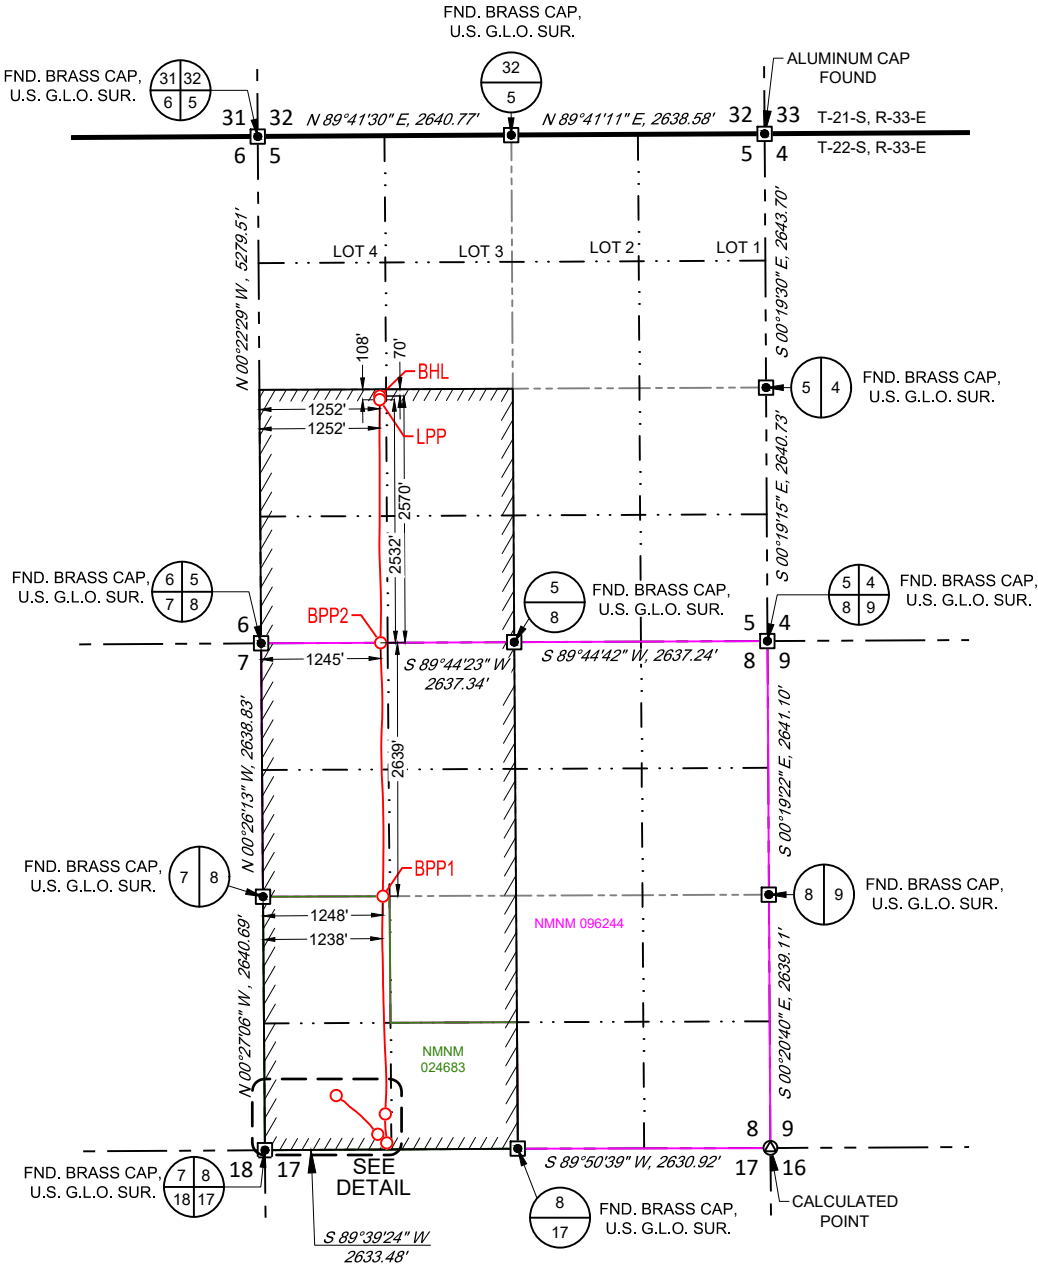 FND. BRASS CAP,
U.S. G.L.O. SUR.
32
5
FND. BRASS CAP,
U.S. G.L.O. SUR.
31 32
6 5
ALUMINUM CAP
FOUND
31 32
N 89°41'30" E, 2640.77'
N 89°41'11" E, 2638.58'
32 33
T-21-S, R-33-E
6 5
5 4
T-22-S, R-33-E
N 00°22'29" W , 5279.51'
S 00°19'30" E, 2643.70'
LOT 4
LOT 3
LOT 2
LOT 1
108'
70'
BHL
1252'
1252'
LPP
5 4
FND. BRASS CAP,
U.S. G.L.O. SUR.
2570'
2532'
S 00°19'15" E, 2640.73'
FND. BRASS CAP,
U.S. G.L.O. SUR.
6 5
7 8
BPP2
5
8
FND. BRASS CAP,
U.S. G.L.O. SUR.
5 4
8 9
FND. BRASS CAP,
U.S. G.L.O. SUR.
6
7
5 4
8 9
1245'
S 89°44'23" W
2637.34'
S 89°44'42" W, 2637.24'
N 00°26'13" W, 2638.83'
2639'
S 00°19'22" E, 2641.10'
FND. BRASS CAP,
U.S. G.L.O. SUR.
7 8
BPP1
8 9
FND. BRASS CAP,
U.S. G.L.O. SUR.
1248'
1238'
NMNM 096244
N 00°27'06" W , 2640.69'
S 00°20'40" E, 2639.11'
NMNM
024683
8 9
17 16
18 17
SEE
DETAIL
S 89°50'39" W, 2630.92'
FND. BRASS CAP,
U.S. G.L.O. SUR.
7 8
18 17
8
17
FND. BRASS CAP,
U.S. G.L.O. SUR.
CALCULATED
POINT
S 89°39'24" W
2633.48'